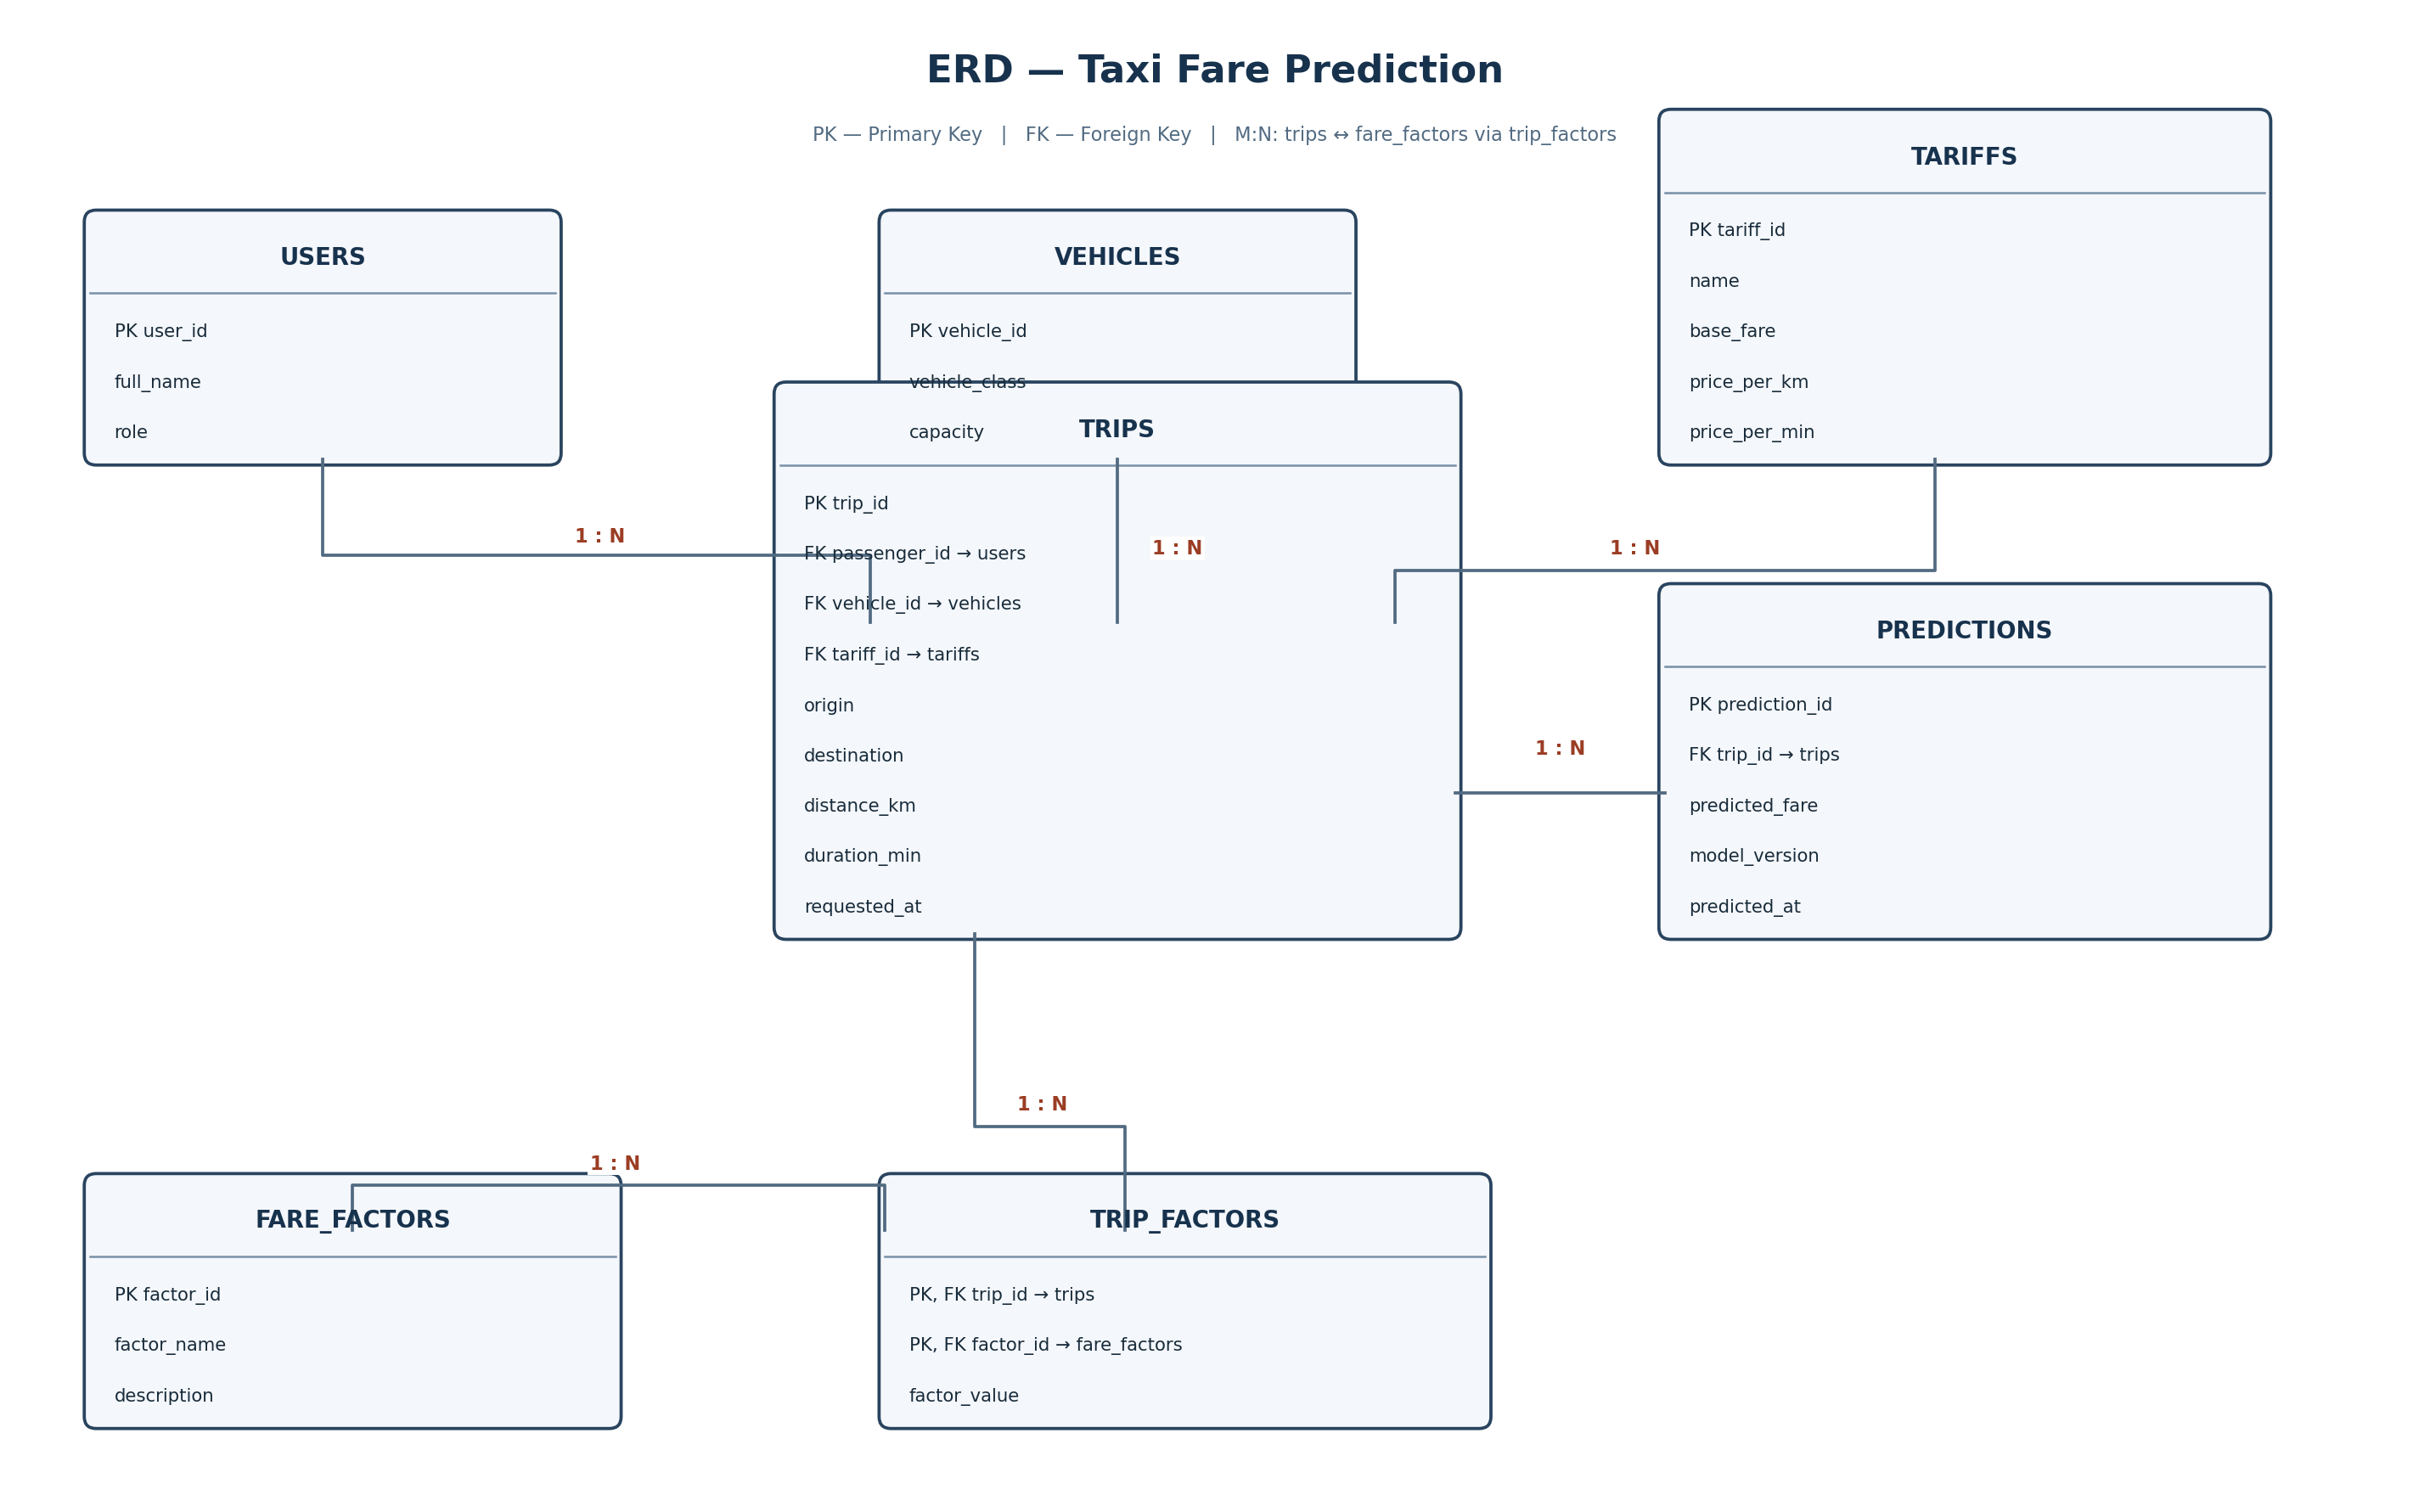 ERD — Taxi Fare Prediction
PK — Primary Key | FK — Foreign Key | M:N: trips ↔ fare_factors via trip_factors
USERS
PK user_id
full_name
role
VEHICLES
PK vehicle_id
vehicle_class
capacity
TARIFFS
PK tariff_id
name
base_fare
price_per_km
price_per_min
1 : N
1 : N
1 : N
TRIPS
PK trip_id
FK passenger_id → users
FK vehicle_id → vehicles
FK tariff_id → tariffs
origin
destination
distance_km
duration_min
requested_at
1 : N
PREDICTIONS
PK prediction_id
FK trip_id → trips
predicted_fare
model_version
predicted_at
1 : N
1 : N
FARE_FACTORS
PK factor_id
factor_name
description
TRIP_FACTORS
PK, FK trip_id → trips
PK, FK factor_id → fare_factors
factor_value